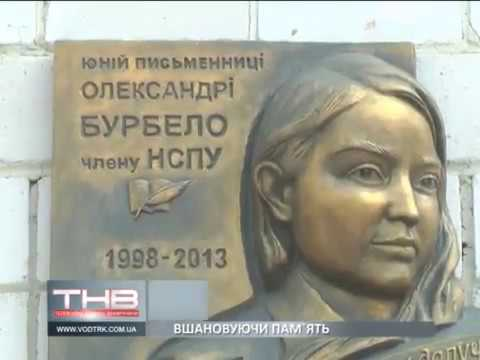 ЮНІЙ ПИСЬМЕННИЦІ
ОЛЕКСАНДРІ
БУРБЕЛО
члену НСПУ
1998-2013
ТНВ
WWW.VODTRK.COM.UA
ВШАНОВУЮЧИ ПАМ`ЯТЬ